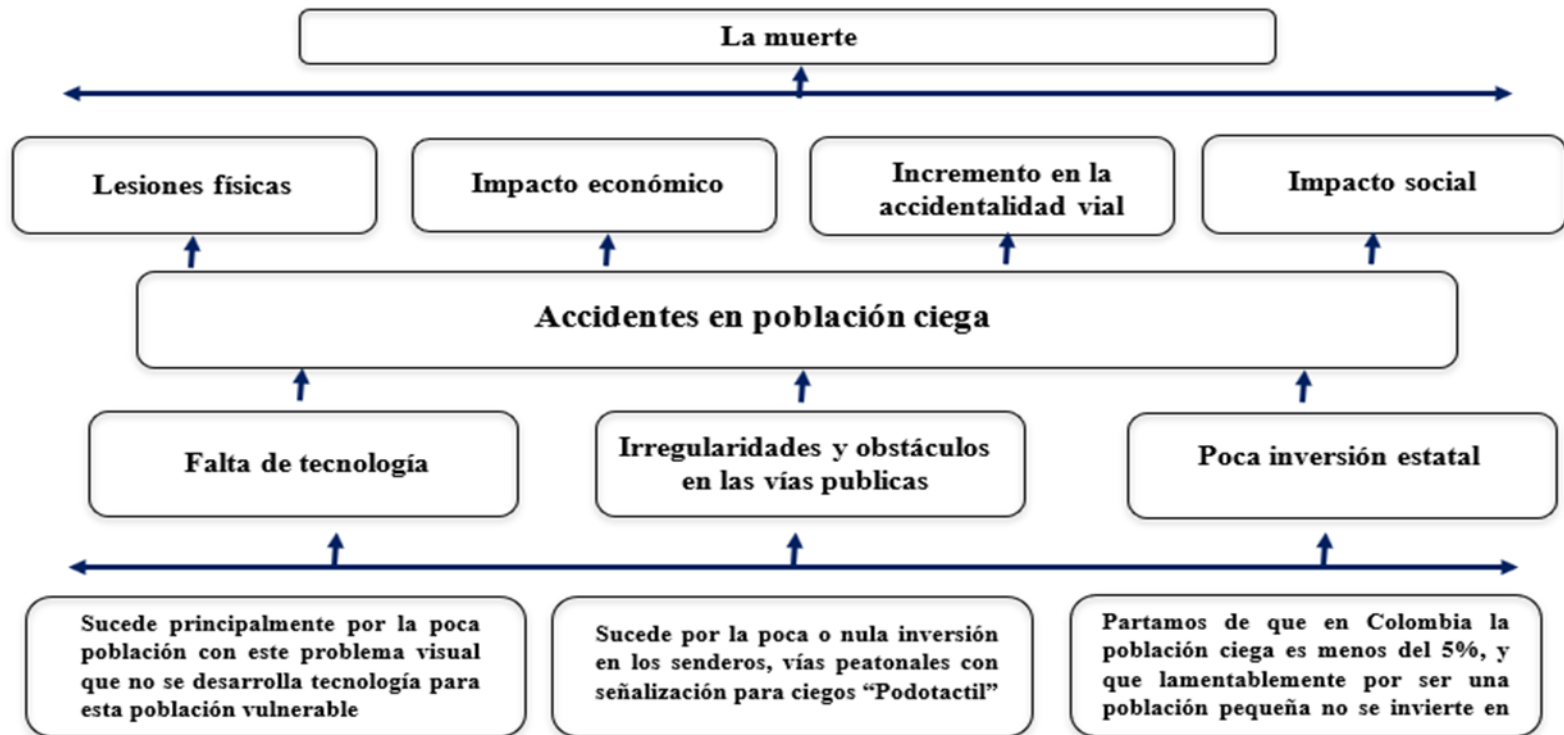 La muerte
Lesiones físicas
Impacto económico
Incremento en la
accidentalidad vial
Impacto social
Accidentes en población ciega
Falta de tecnología
Irregularidades y obstáculos
en las vías publicas
Poca inversión estatal
Sucede principalmente por la poca
población con este problema visual
que no se desarrolla tecnología para
esta población vulnerable
Sucede por la poca o nula inversión
en los senderos, vías peatonales con
señalización para ciegos “Podotactil”
Partamos de que en Colombia la
población ciega es menos del 5%, y
que lamentablemente por ser una
población pequeña no se invierte en